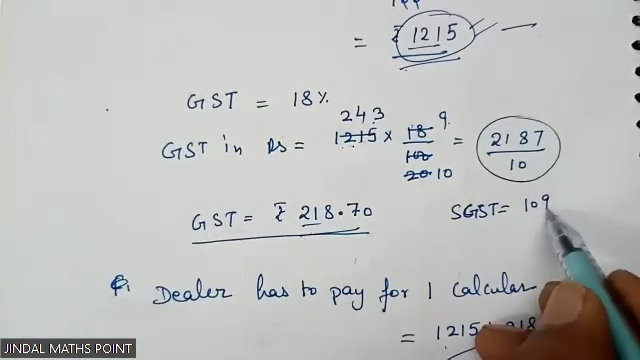 = ₹ 1215
GST = 18%
243
GST in Rs = 1215 × 18/100 9 = 2187/10
20 10
GST = ₹ 218.70 SGST = 109
Dealer has to pay for 1 calcular
= 1215 + 218
JINDAL MATHS POINT